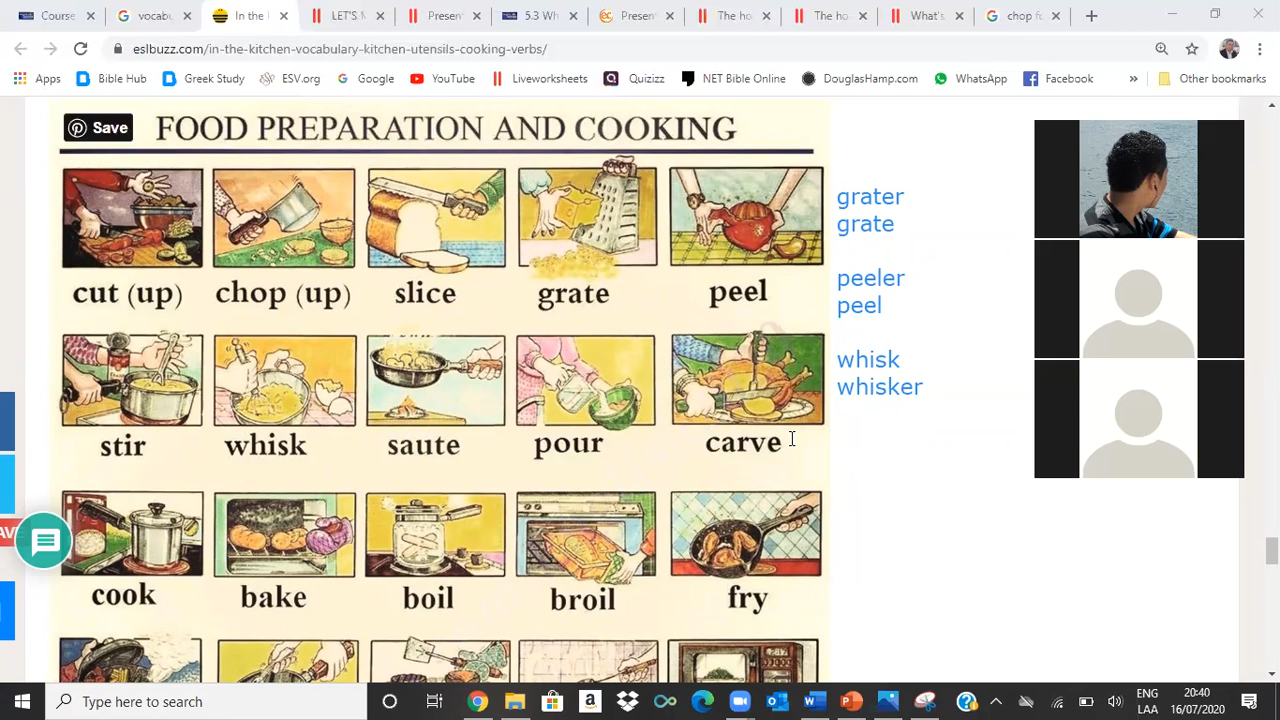 Course
vocabu
In the
LET'S M
Presen
5.3 Wh
Prese
The ho
The ho
What's
chop fo
eslbuzz.com/in-the-kitchen-vocabulary-kitchen-utensils-cooking-verbs/
Apps Bible Hub Greek Study ESV.org Google YouTube Liveworksheets Quizizz NET Bible Online DouglasHamp.com WhatsApp Facebook » Other bookmarks
Save
FOOD PREPARATION AND COOKING
cut (up) chop (up) slice grate peel
stir whisk saute pour carve
cook bake boil broil fry
grater
grate
peeler
peel
whisk
whisker
Type here to search
ENG
LAA
20:40
16/07/2020